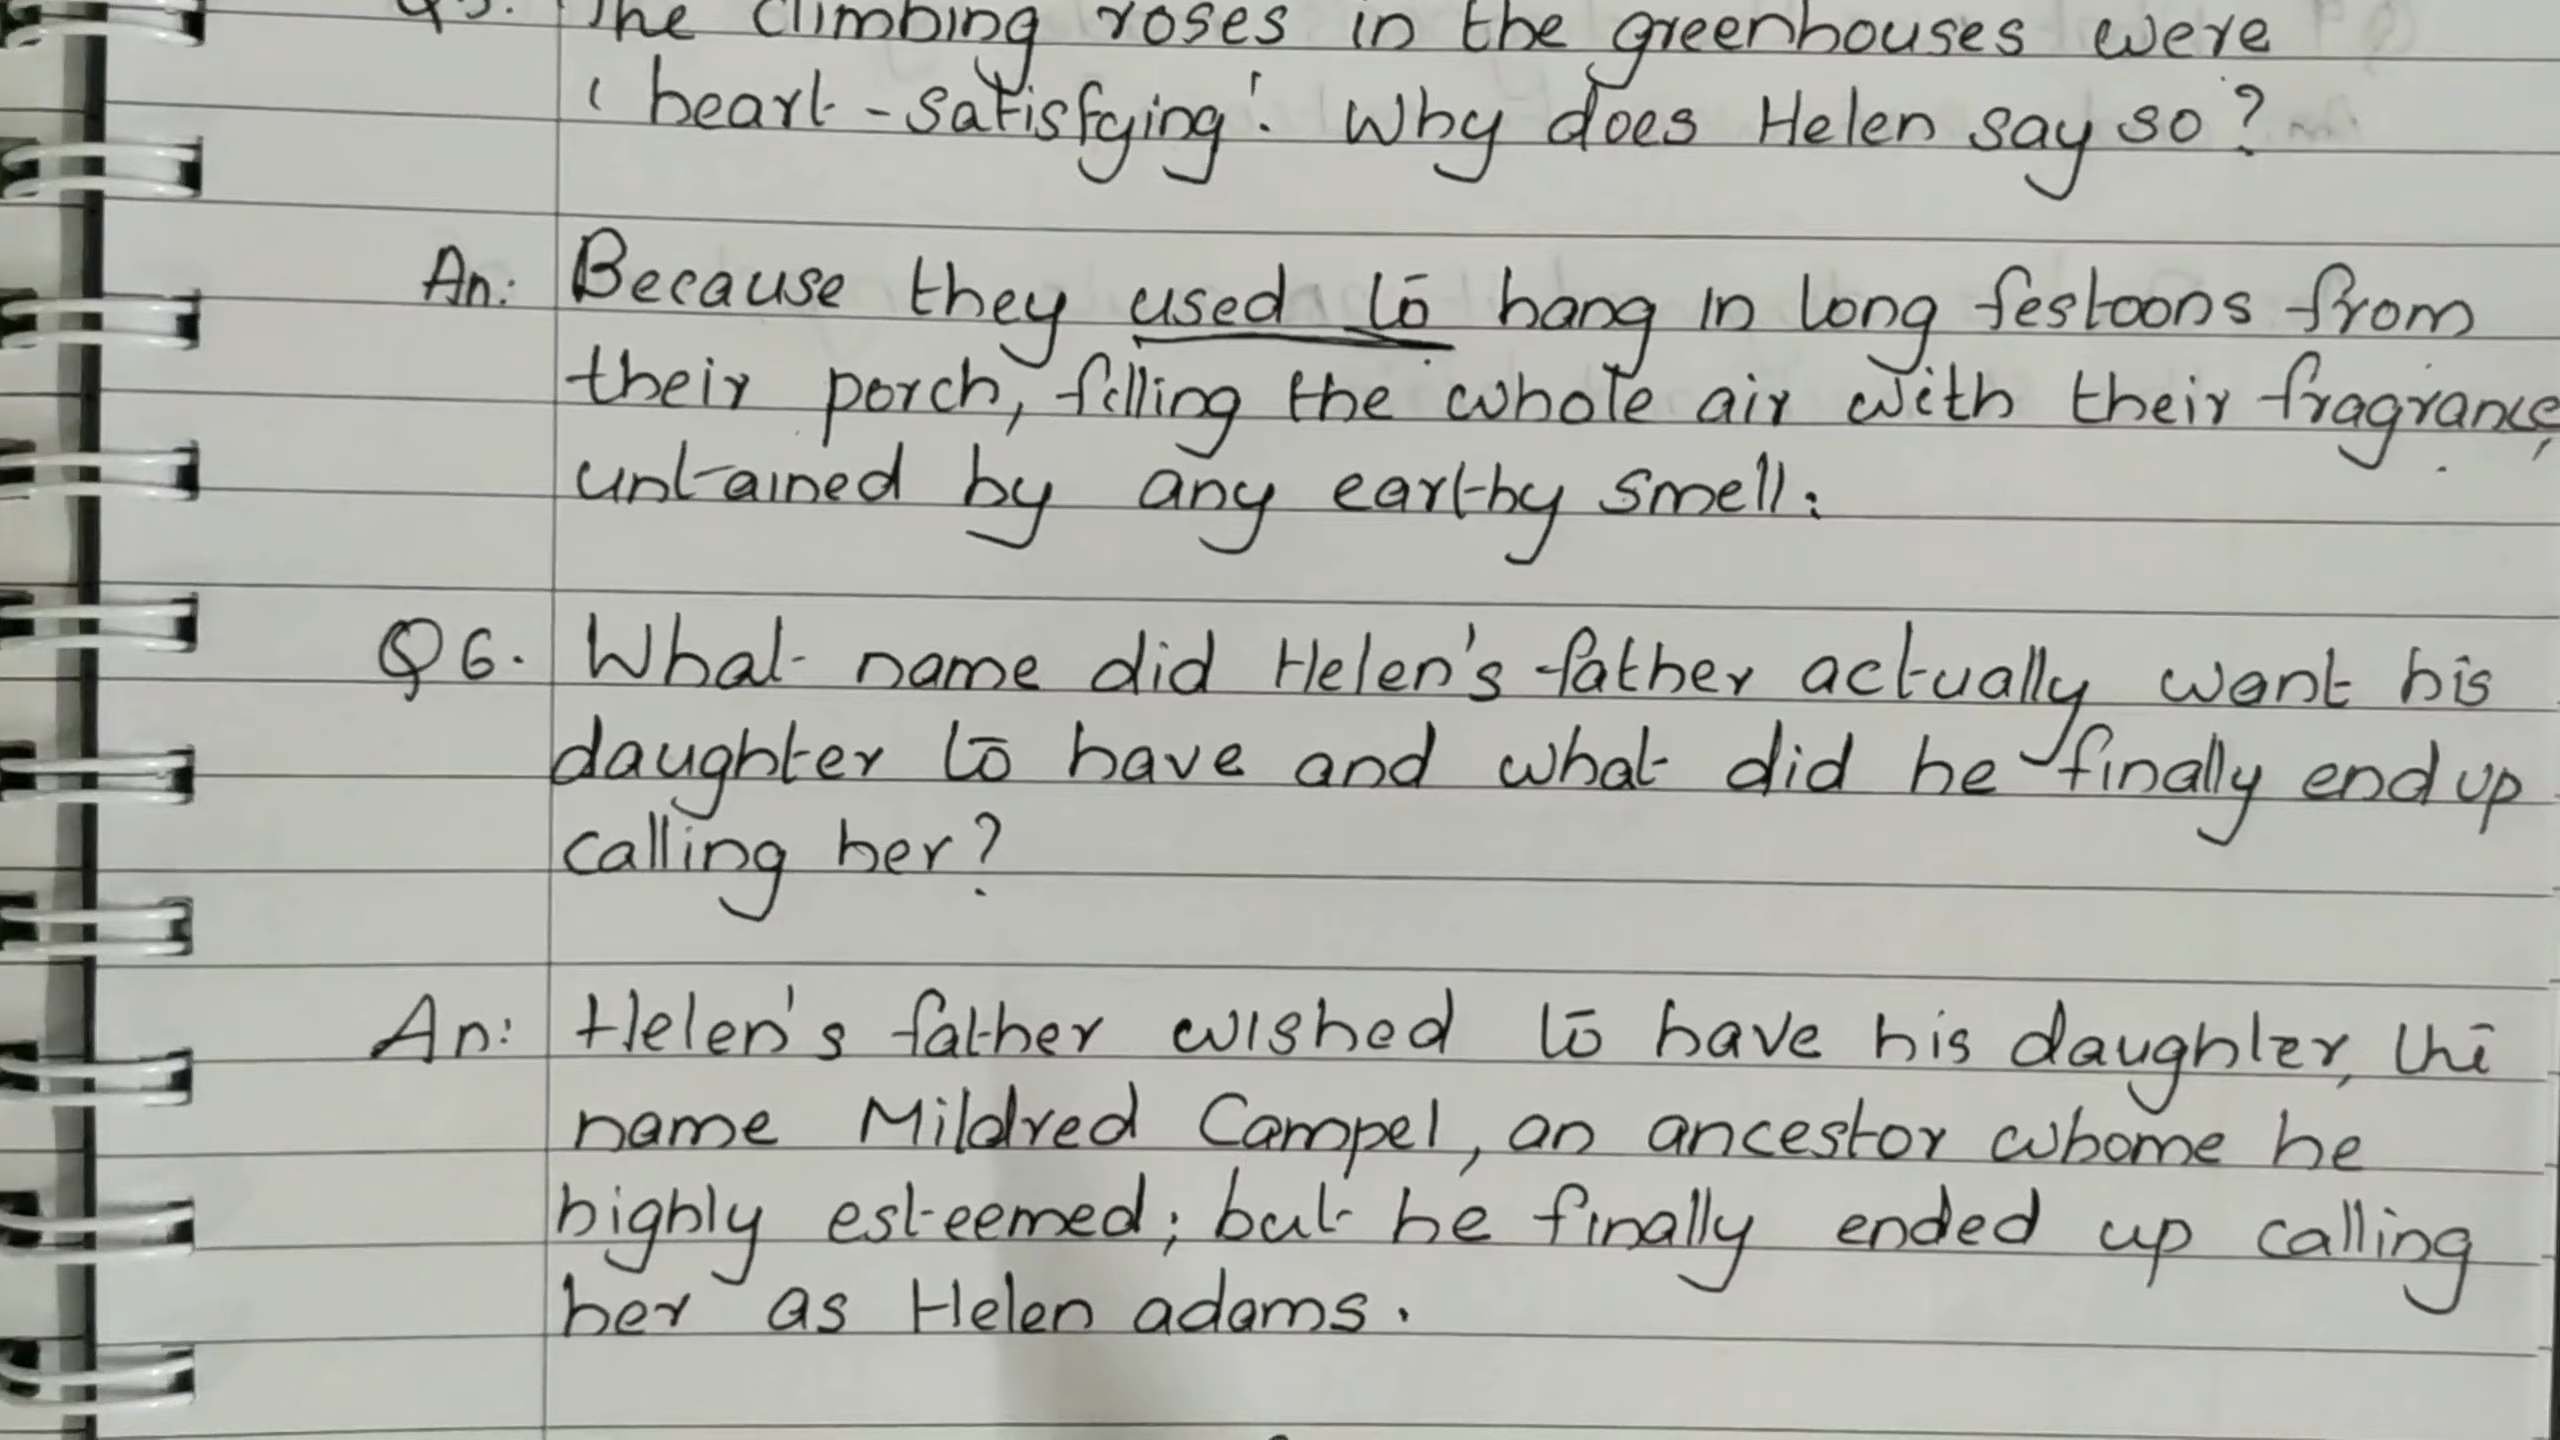 Q5. The climbing roses in the greenhouses were
'heart-satisfying'. Why does Helen say so?
An: Because they used to hang in long festoons from
their porch, filling the whole air with their fragrance,
untained by any earthy smell.
Q6. What name did Helen's father actually want his
daughter to have and what did he finally end up
calling her?
An: Helen's father wished to have his daughter, the
name Mildred Campel, an ancestor whome he
highly esteemed; but he finally ended up calling
her as Helen adams.